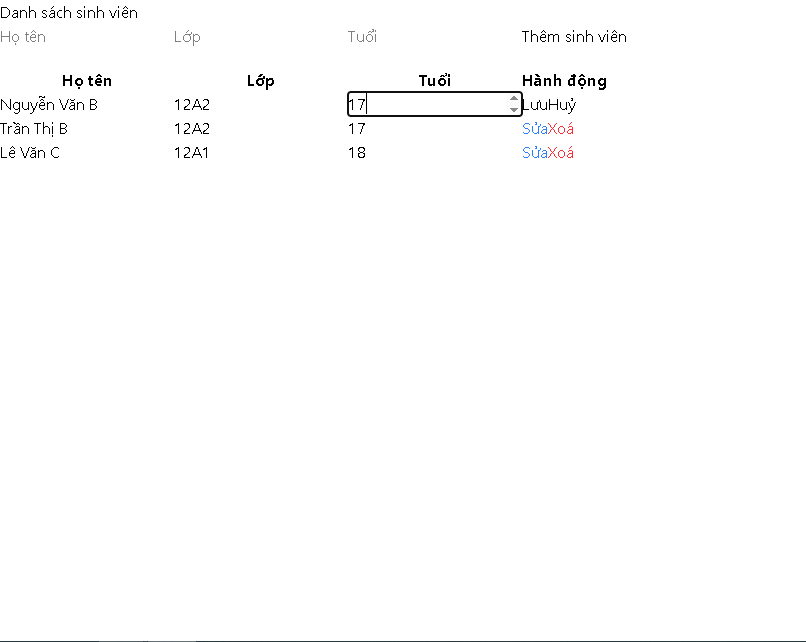 Danh sách sinh viên
Họ tên Lớp Tuổi Thêm sinh viên
Họ tên Lớp Tuổi Hành động
Nguyễn Văn B 12A2 17 LưuHuỷ
Trần Thị B 12A2 17 SửaXoá
Lê Văn C 12A1 18 SửaXoá